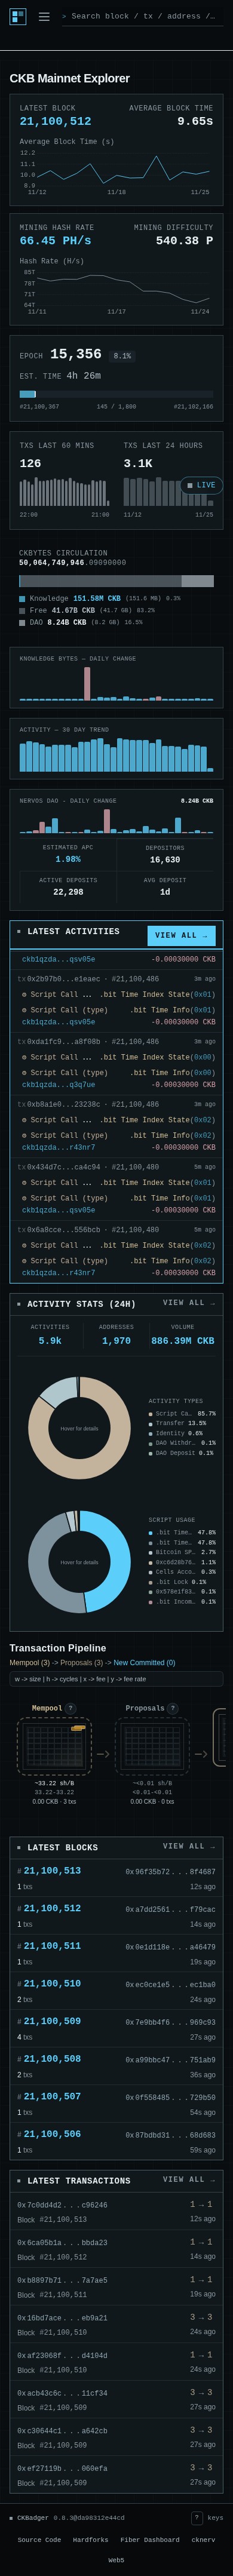 > Search block / tx / address /…
CKB Mainnet Explorer
LATEST BLOCK
AVERAGE BLOCK TIME
21,100,512
9.65s
Average Block Time (s)
12.2
11.1
10.0
8.9
11/12
11/18
11/25
MINING HASH RATE
MINING DIFFICULTY
66.45 PH/s
540.38 P
Hash Rate (H/s)
85T
78T
71T
64T
11/11
11/17
11/24
EPOCH 15,356 8.1%
EST. TIME 4h 26m
#21,100,367
145 / 1,800
#21,102,166
TXS LAST 60 MINS
TXS LAST 24 HOURS
126
3.1K
LIVE
22:00
21:00
11/12
11/25
CKBYTES CIRCULATION
50,064,749,946.09090000
Knowledge 151.58M CKB (151.6 MB) 0.3%
Free 41.67B CKB (41.7 GB) 83.2%
DAO 8.24B CKB (8.2 GB) 16.5%
KNOWLEDGE BYTES — DAILY CHANGE
ACTIVITY — 30 DAY TREND
NERVOS DAO · DAILY CHANGE
8.24B CKB
ESTIMATED APC
DEPOSITORS
1.98%
16,630
ACTIVE DEPOSITS
AVG DEPOSIT
22,298
1d
LATEST ACTIVITIES
VIEW ALL →
ckb1qzda...qsv05e
-0.00030000 CKB
tx 0x2b97b0...e1eaec · #21,100,486
3m ago
Script Call … .bit Time Index State(0x01)
Script Call (type) .bit Time Info(0x01)
ckb1qzda...qsv05e
-0.00030000 CKB
tx 0xda1fc9...a8f08b · #21,100,486
3m ago
Script Call … .bit Time Index State(0x00)
Script Call (type) .bit Time Info(0x00)
ckb1qzda...q3q7ue
-0.00030000 CKB
tx 0xb8a1e0...23238c · #21,100,486
3m ago
Script Call … .bit Time Index State(0x02)
Script Call (type) .bit Time Info(0x02)
ckb1qzda...r43nr7
-0.00030000 CKB
tx 0x434d7c...ca4c94 · #21,100,480
5m ago
Script Call … .bit Time Index State(0x01)
Script Call (type) .bit Time Info(0x01)
ckb1qzda...qsv05e
-0.00030000 CKB
tx 0x6a8cce...556bcb · #21,100,480
5m ago
Script Call … .bit Time Index State(0x02)
Script Call (type) .bit Time Info(0x02)
ckb1qzda...r43nr7
-0.00030000 CKB
ACTIVITY STATS (24H)
VIEW ALL →
ACTIVITIES
ADDRESSES
VOLUME
5.9k
1,970
886.39M CKB
Hover for details
ACTIVITY TYPES
Script Ca… 85.7%
Transfer 13.5%
Identity 0.6%
DAO Withdr… 0.1%
DAO Deposit 0.1%
Hover for details
SCRIPT USAGE
.bit Time… 47.8%
.bit Time… 47.8%
Bitcoin SP… 2.7%
0xc6d28b76… 1.1%
Cells Acco… 0.3%
.bit Lock 0.1%
0x578e1f83… 0.1%
.bit Incom… 0.1%
Transaction Pipeline
Mempool (3) -> Proposals (3) -> New Committed (0)
w -> size | h -> cycles | x -> fee | y -> fee rate
Mempool ?
Proposals ?
~33.22 sh/B
~<0.01 sh/B
33.22-33.22
<0.01-<0.01
0.00 CKB · 3 txs
0.00 CKB · 3 txs
LATEST BLOCKS
VIEW ALL →
# 21,100,513
0x96f35b72...8f4687
1 txs
12s ago
# 21,100,512
0xa7dd2561...f79cac
1 txs
14s ago
# 21,100,511
0x0e1d118e...a46479
1 txs
19s ago
# 21,100,510
0xec0ce1e5...ec1ba0
2 txs
24s ago
# 21,100,509
0x7e9bb4f6...969c93
4 txs
27s ago
# 21,100,508
0xa99bbc47...751ab9
2 txs
36s ago
# 21,100,507
0x0f558485...729b50
1 txs
54s ago
# 21,100,506
0x87bdbd31...68d683
1 txs
59s ago
LATEST TRANSACTIONS
VIEW ALL →
0x7c0dd4d2...c96246
1 → 1
Block #21,100,513
12s ago
0x6ca05b1a...bbda23
1 → 1
Block #21,100,512
14s ago
0xb8897b71...7a7ae5
1 → 1
Block #21,100,511
19s ago
0x16bd7ace...eb9a21
3 → 3
Block #21,100,510
24s ago
0xaf23068f...d4104d
1 → 1
Block #21,100,510
24s ago
0xacb43c6c...11cf34
3 → 3
Block #21,100,509
27s ago
0xc30644c1...a642cb
3 → 3
Block #21,100,509
27s ago
0xef27119b...060efa
3 → 3
Block #21,100,509
27s ago
CKBadger 0.8.3@da98312e44cd
? keys
Source Code Hardforks Fiber Dashboard cknerv
Web5